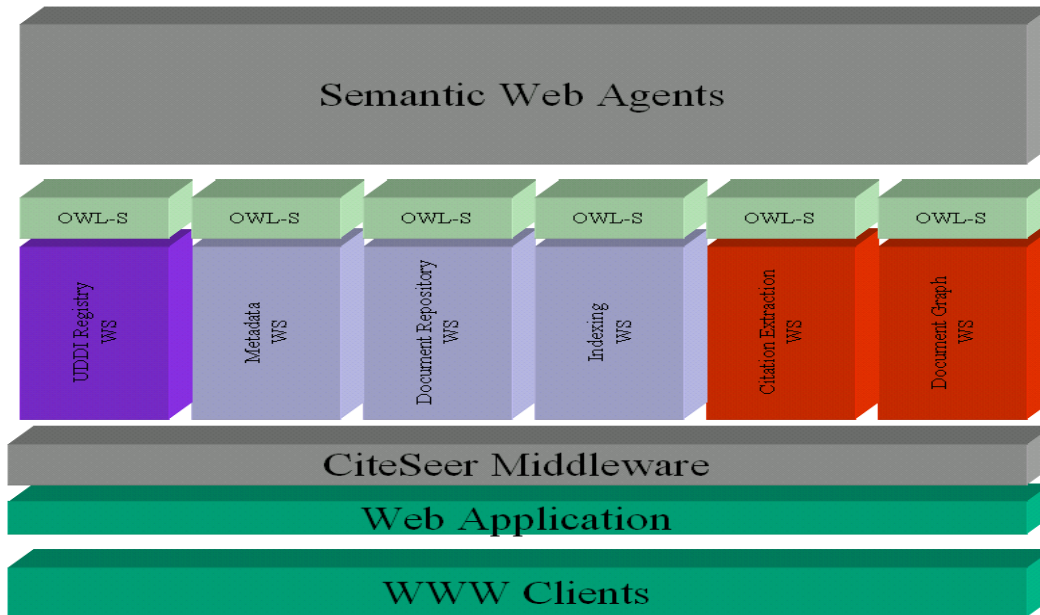 Semantic Web Agents
OWL-S
OWL-S
OWL-S
OWL-S
OWL-S
OWL-S
UDDI Registry
WS
Metadata
WS
Document Repository
WS
Indexing
WS
Citation Extraction
WS
Document Graph
WS
CiteSeer Middleware
Web Application
WWW Clients